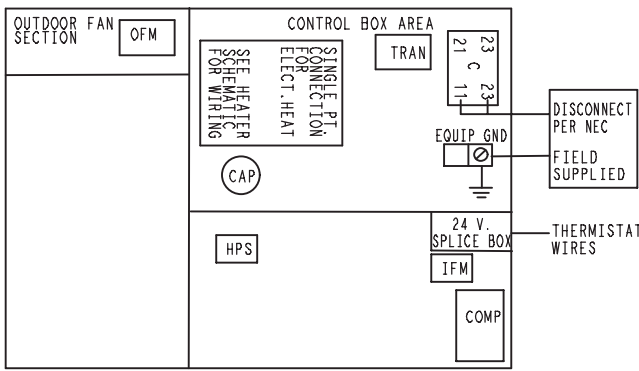 OUTDOOR FAN
SECTION
OFM
CONTROL BOX AREA
TRAN
SINGLE PT.
CONNECTION
FOR
ELECT.HEAT
SEE HEATER
SCHEMATIC
FOR WIRING
21 23
C
11 23
DISCONNECT
PER NEC
EQUIP GND
FIELD
SUPPLIED
CAP
24 V.
SPLICE BOX
THERMISTAT
WIRES
HPS
IFM
COMP